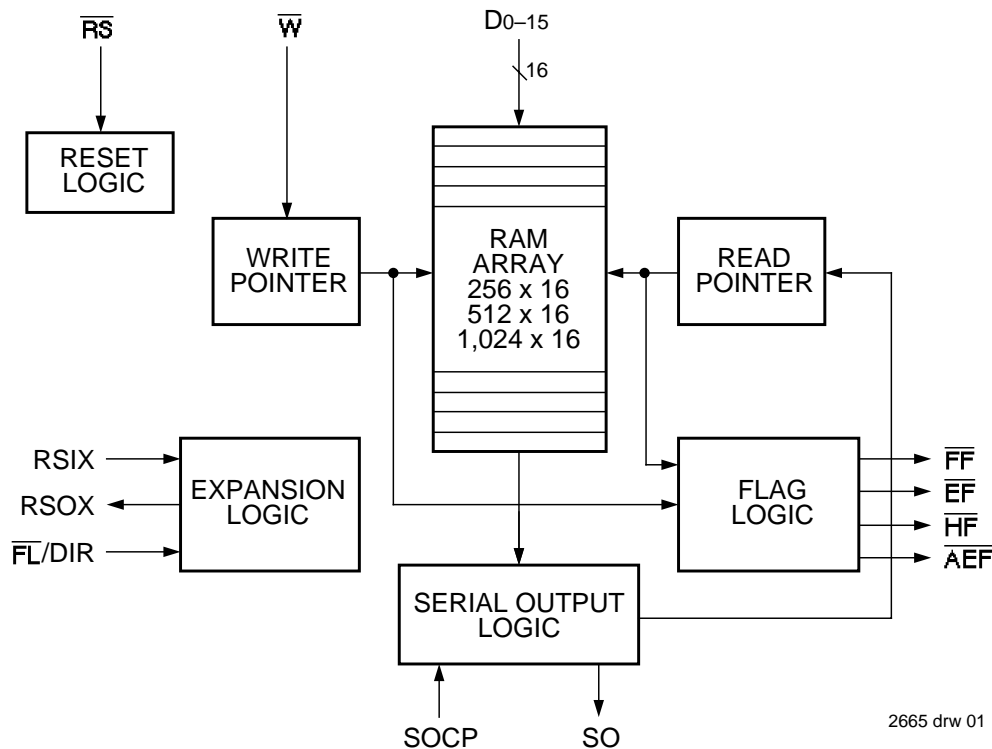 RS
W
D0–15
16
RESET
LOGIC
WRITE
POINTER
RAM
ARRAY
256 x 16
512 x 16
1,024 x 16
READ
POINTER
RSIX
RSOX
FL/DIR
EXPANSION
LOGIC
FLAG
LOGIC
FF
EF
HF
AEF
SERIAL OUTPUT
LOGIC
SOCP
SO
2665 drw 01